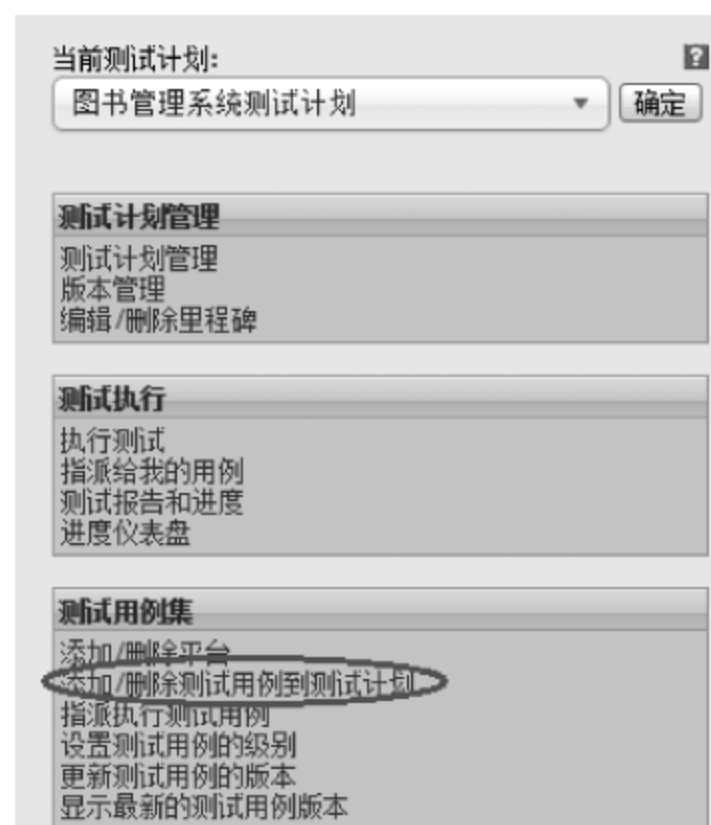 当前测试计划:
?
图书管理系统测试计划
确定
测试计划管理
测试计划管理
版本管理
编辑/删除里程碑
测试执行
执行测试
指派给我的用例
测试报告和进度
进度仪表盘
测试用例集
添加/删除平台
添加/删除测试用例到测试计划
指派执行测试用例
设置测试用例的级别
更新测试用例的版本
显示最新的测试用例版本